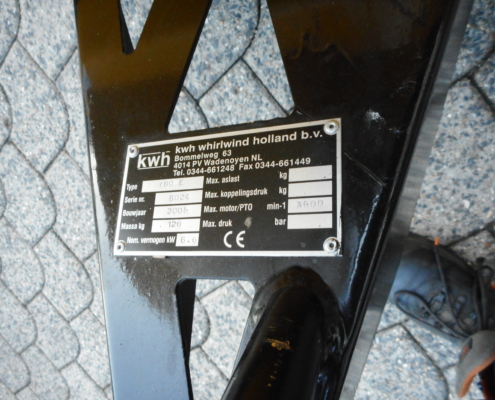 kwh
kwh whirlwind holland b.v.
Bommelweg 63
4014 PV Wadenoyen NL
Tel. 0344-661248 Fax 0344-661449
Type Max. aslast kg
Serie nr. Max. koppelingsdruk kg
Bouwjaar Max. motor/PTO min-1 3600
Massa kg 126 Max. druk bar
Nom. vermogen kW CE